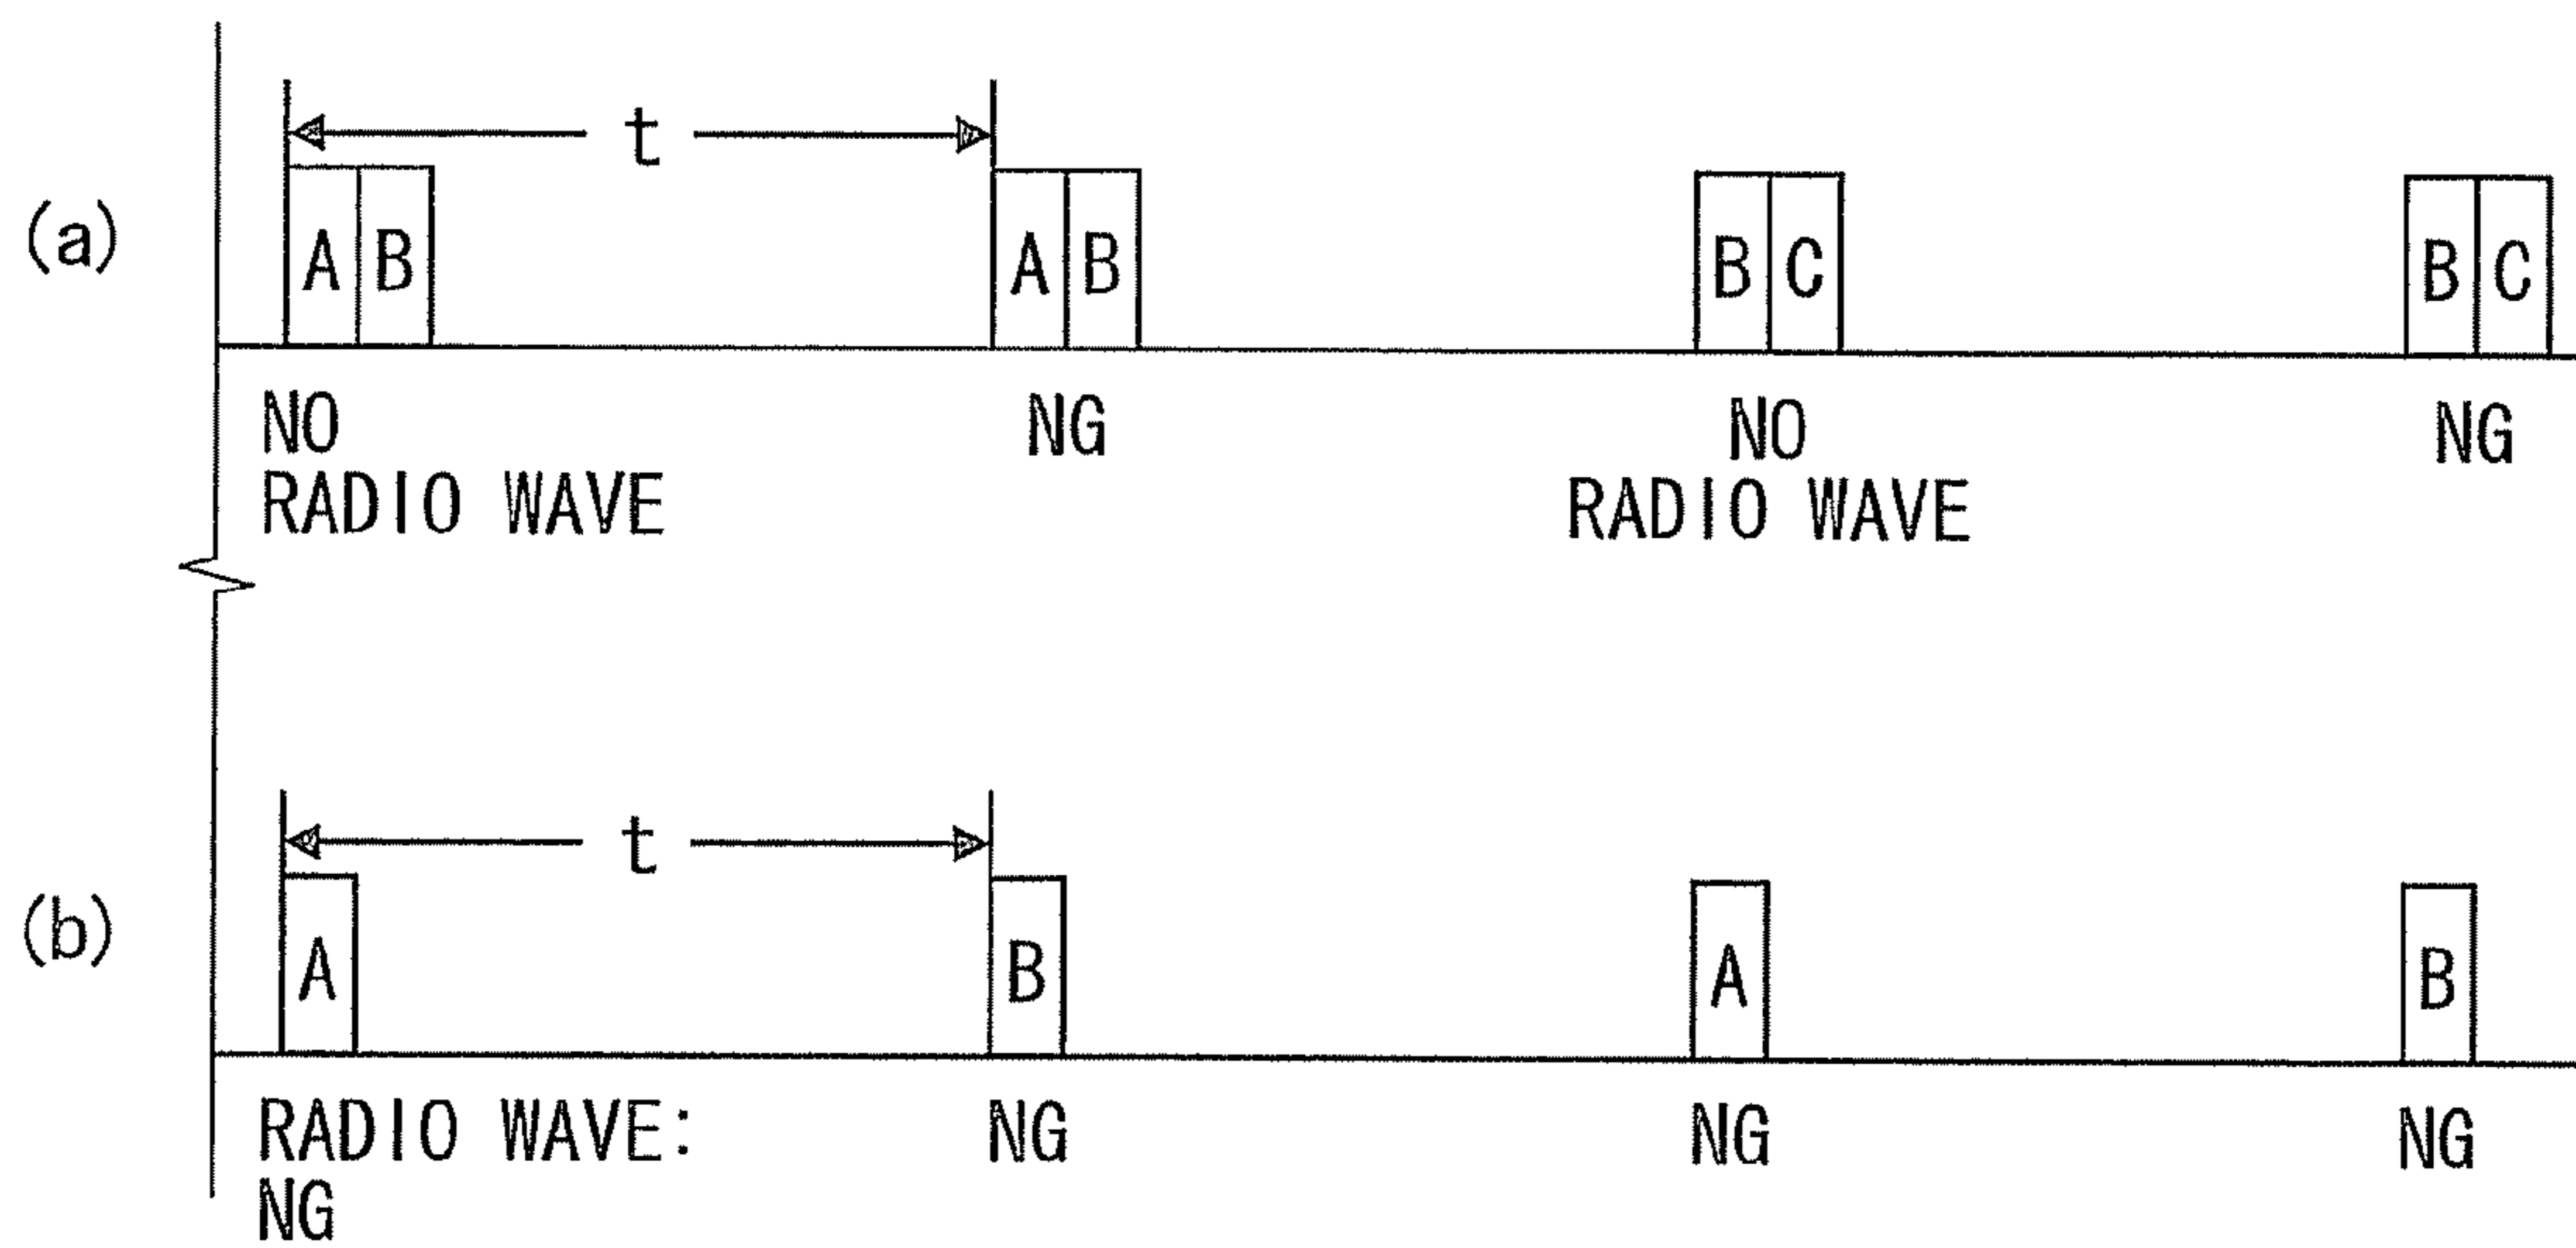 t
(a)
A B A B B C B C
NO
RADIO WAVE
NG
NO
RADIO WAVE
NG
t
(b)
A B A B
RADIO WAVE:
NG
NG
NG
NG